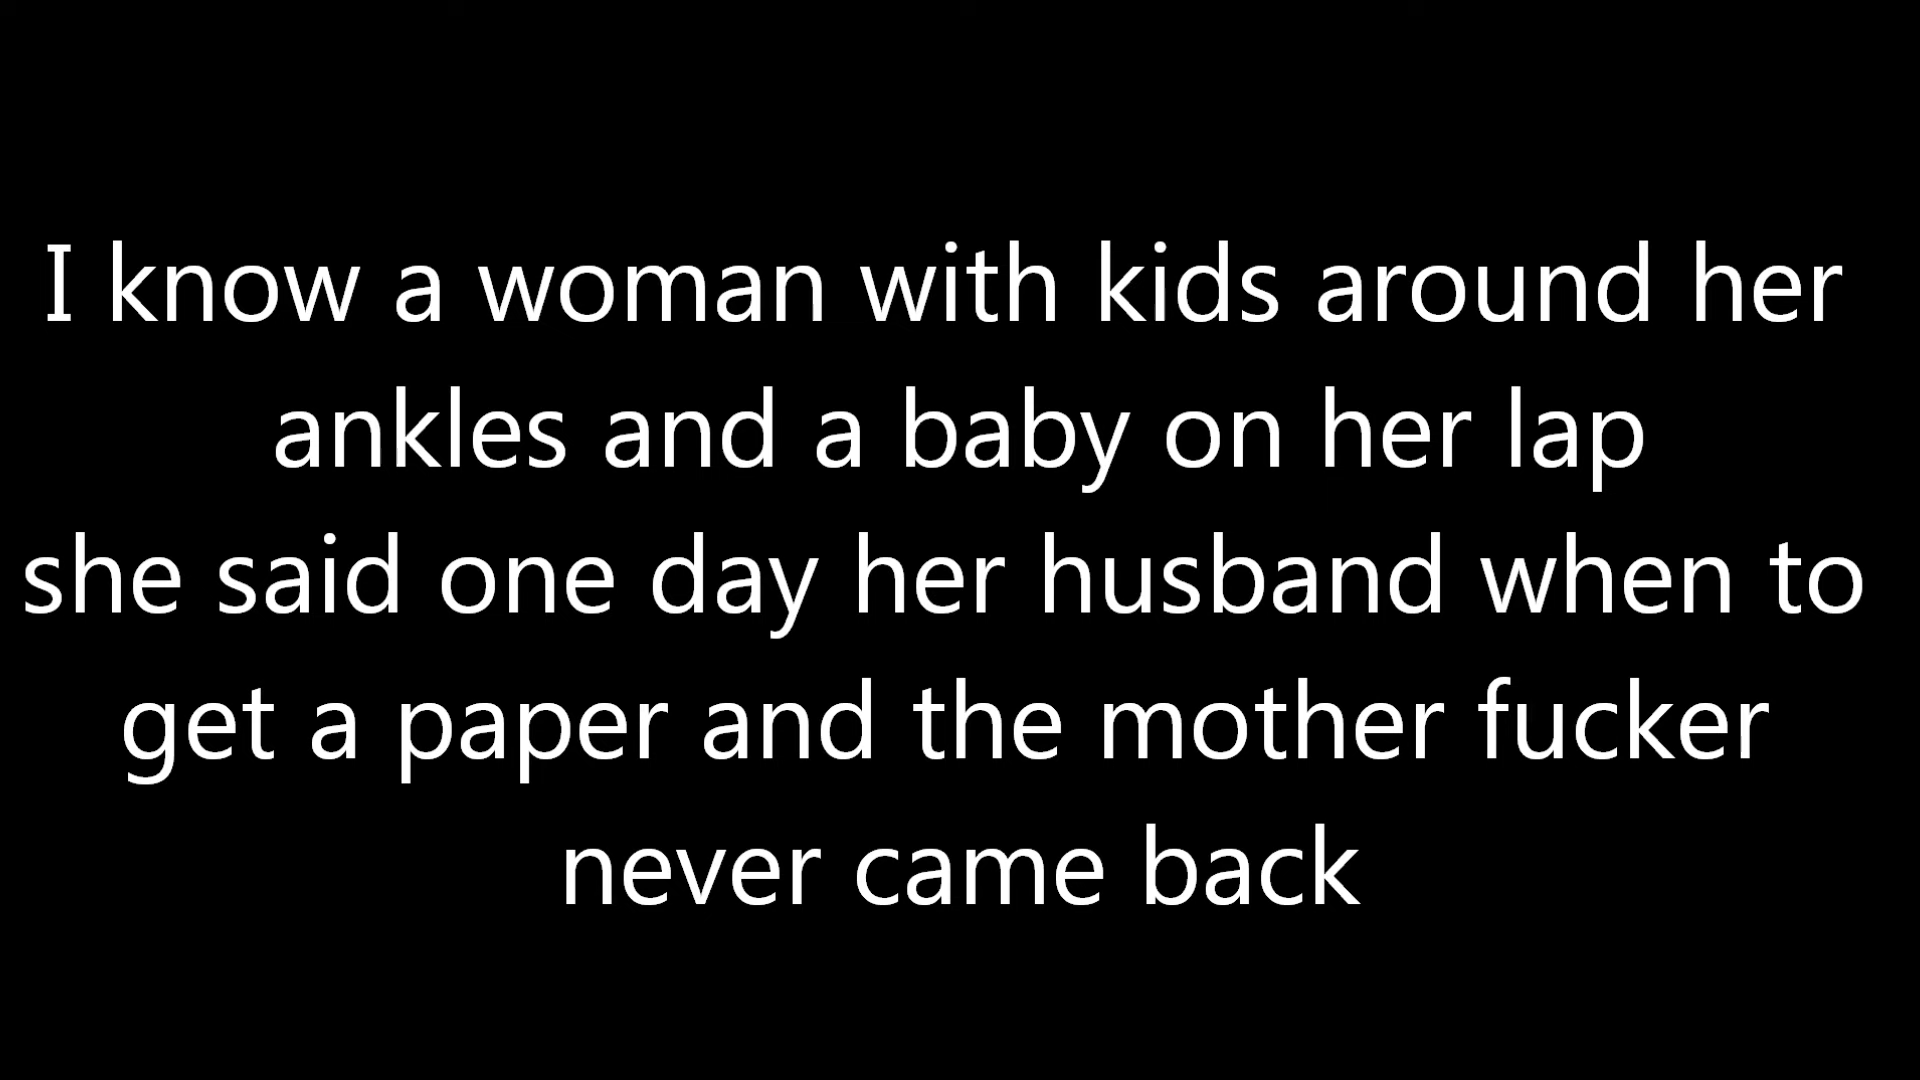 I know a woman with kids around her
ankles and a baby on her lap
she said one day her husband when to
get a paper and the mother fucker
never came back